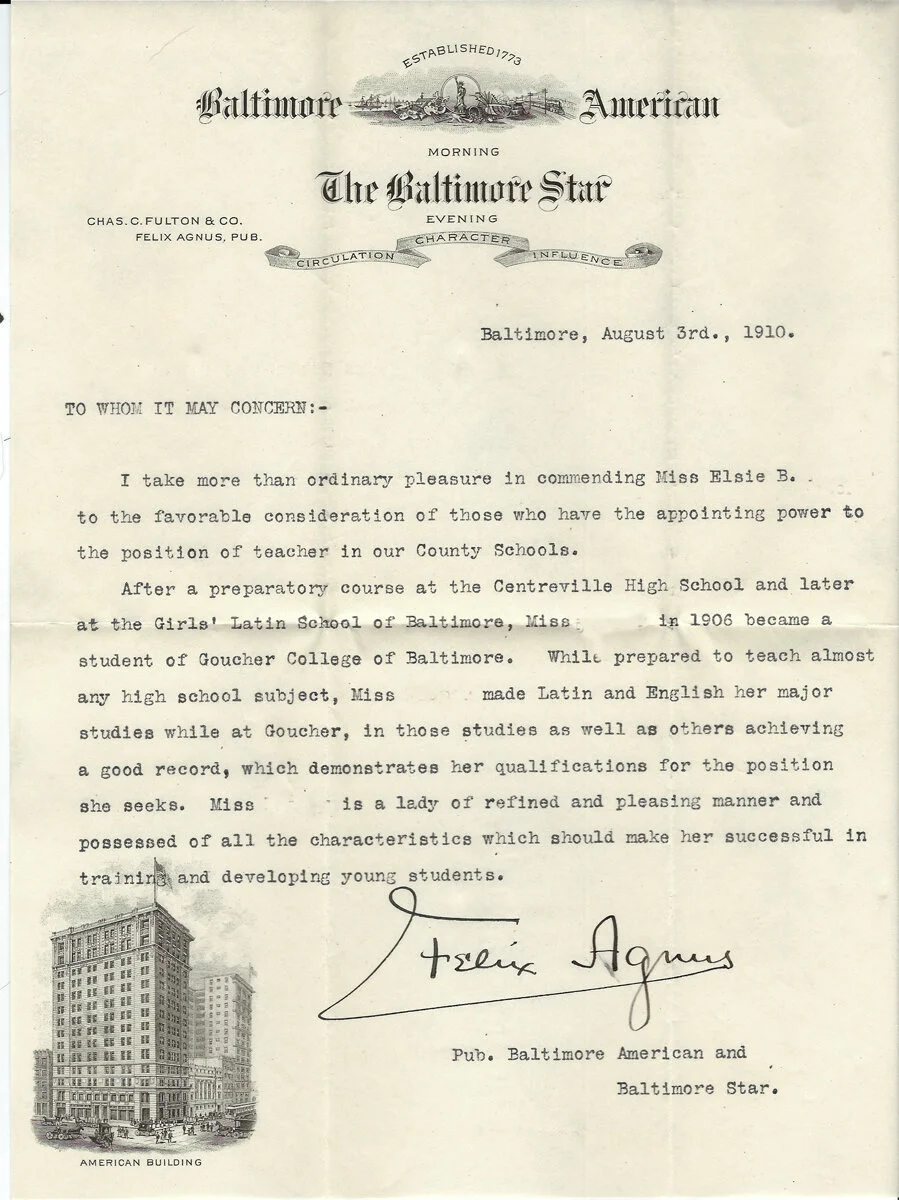 ESTABLISHED 1773
Baltimore American
MORNING
The Baltimore Star
EVENING
CHAS. C. FULTON & CO.
FELIX AGNUS, PUB.
CIRCULATION CHARACTER INFLUENCE
Baltimore, August 3rd., 1910.
TO WHOM IT MAY CONCERN:-
I take more than ordinary pleasure in commending Miss Elsie B.
to the favorable consideration of those who have the appointing power to
the position of teacher in our County Schools.
After a preparatory course at the Centreville High School and later
at the Girls' Latin School of Baltimore, Miss in 1906 became a
student of Goucher College of Baltimore. While prepared to teach almost
any high school subject, Miss made Latin and English her major
studies while at Goucher, in those studies as well as others achieving
a good record, which demonstrates her qualifications for the position
she seeks. Miss is a lady of refined and pleasing manner and
possessed of all the characteristics which should make her successful in
training and developing young students.
Felix Agnus
Pub. Baltimore American and
Baltimore Star.
AMERICAN BUILDING